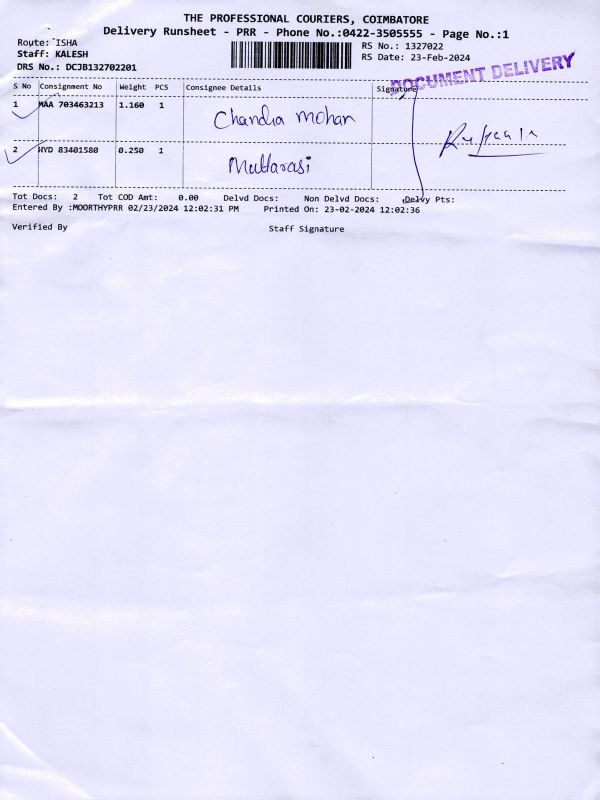 THE PROFESSIONAL COURIERS, COIMBATORE
Delivery Runsheet - PRR - Phone No.:0422-3505555 - Page No.:1
Route: ISHA
Staff: KALESH
DRS No.: DCJB132702201
RS No.: 1327022
RS Date: 23-Feb-2024
DOCUMENT DELIVERY
S No Consignment No Weight PCS Consignee Details Signature
1 MAA 703463213 1.160 1 Chandra Mohan
2 HYD 83401580 0.250 1 Muttarasi
Tot Docs: 2 Tot COD Amt: 0.00 Delvd Docs: Non Delvd Docs: Delvy Pts:
Entered By :MOORTHYPRR 02/23/2024 12:02:31 PM Printed On: 23-02-2024 12:02:36
Verified By Staff Signature